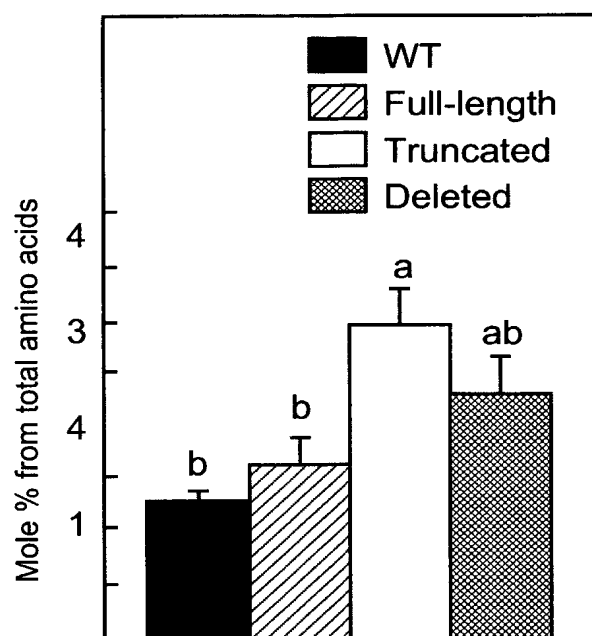 WT
Full-length
Truncated
Deleted
Mole % from total amino acids
4
3
4
1
b
b
a
ab